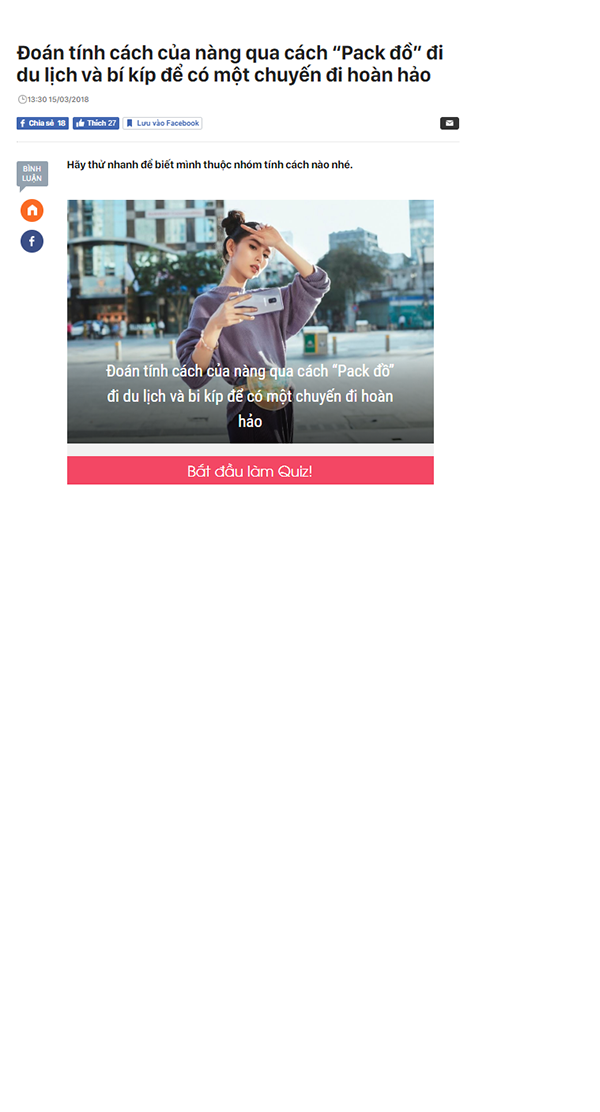 Đoán tính cách của nàng qua cách “Pack đồ” đi
du lịch và bí kíp để có một chuyến đi hoàn hảo
13:30 15/03/2018
Chia sẻ 18
Thích 27
Lưu vào Facebook
BÌNH
LUẬN
Hãy thử nhanh để biết mình thuộc nhóm tính cách nào nhé.
Đoán tính cách của nàng qua cách “Pack đồ”
đi du lịch và bí kíp để có một chuyến đi hoàn
hảo
Bắt đầu làm Quiz!